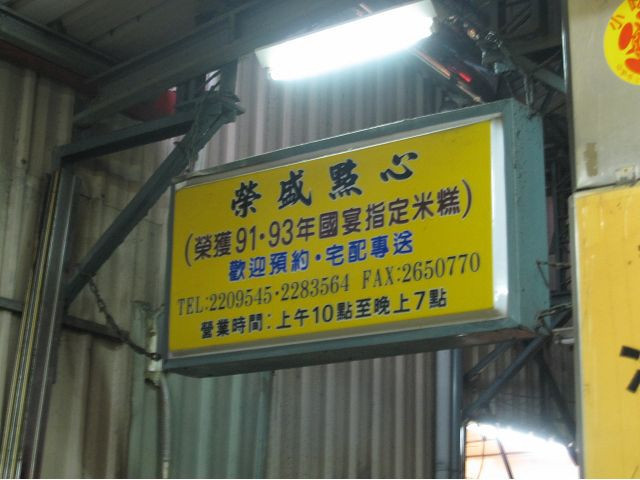 榮盛點心
(榮獲91·93年國宴指定米糕)
歡迎預約·宅配專送
TEL:2209545·2283564 FAX:2650770
營業時間:上午10點至晚上7點